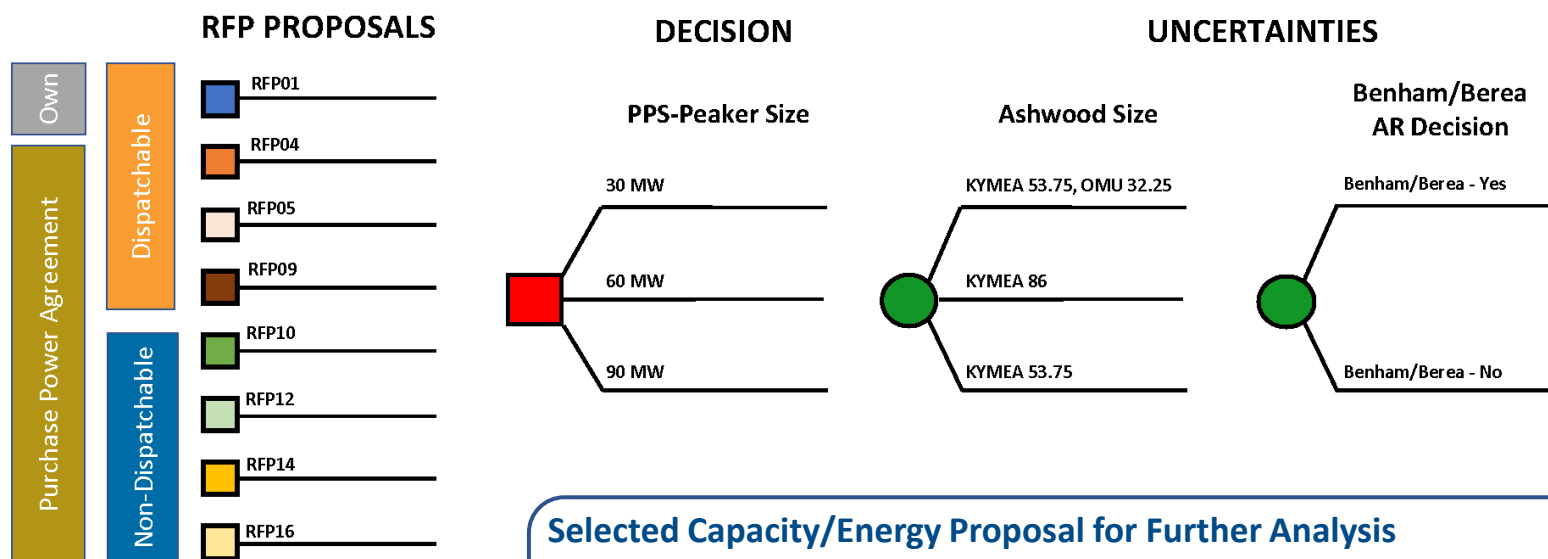 RFP PROPOSALS
DECISION
UNCERTAINTIES
Own
Purchase Power Agreement
Dispatchable
Non-Dispatchable
RFP01
RFP04
RFP05
RFP09
RFP10
RFP12
RFP14
RFP16
PPS-Peaker Size
30 MW
60 MW
90 MW
Ashwood Size
KYMEA 53.75, OMU 32.25
KYMEA 86
KYMEA 53.75
Benham/Berea
AR Decision
Benham/Berea - Yes
Benham/Berea - No
Selected Capacity/Energy Proposal for Further Analysis